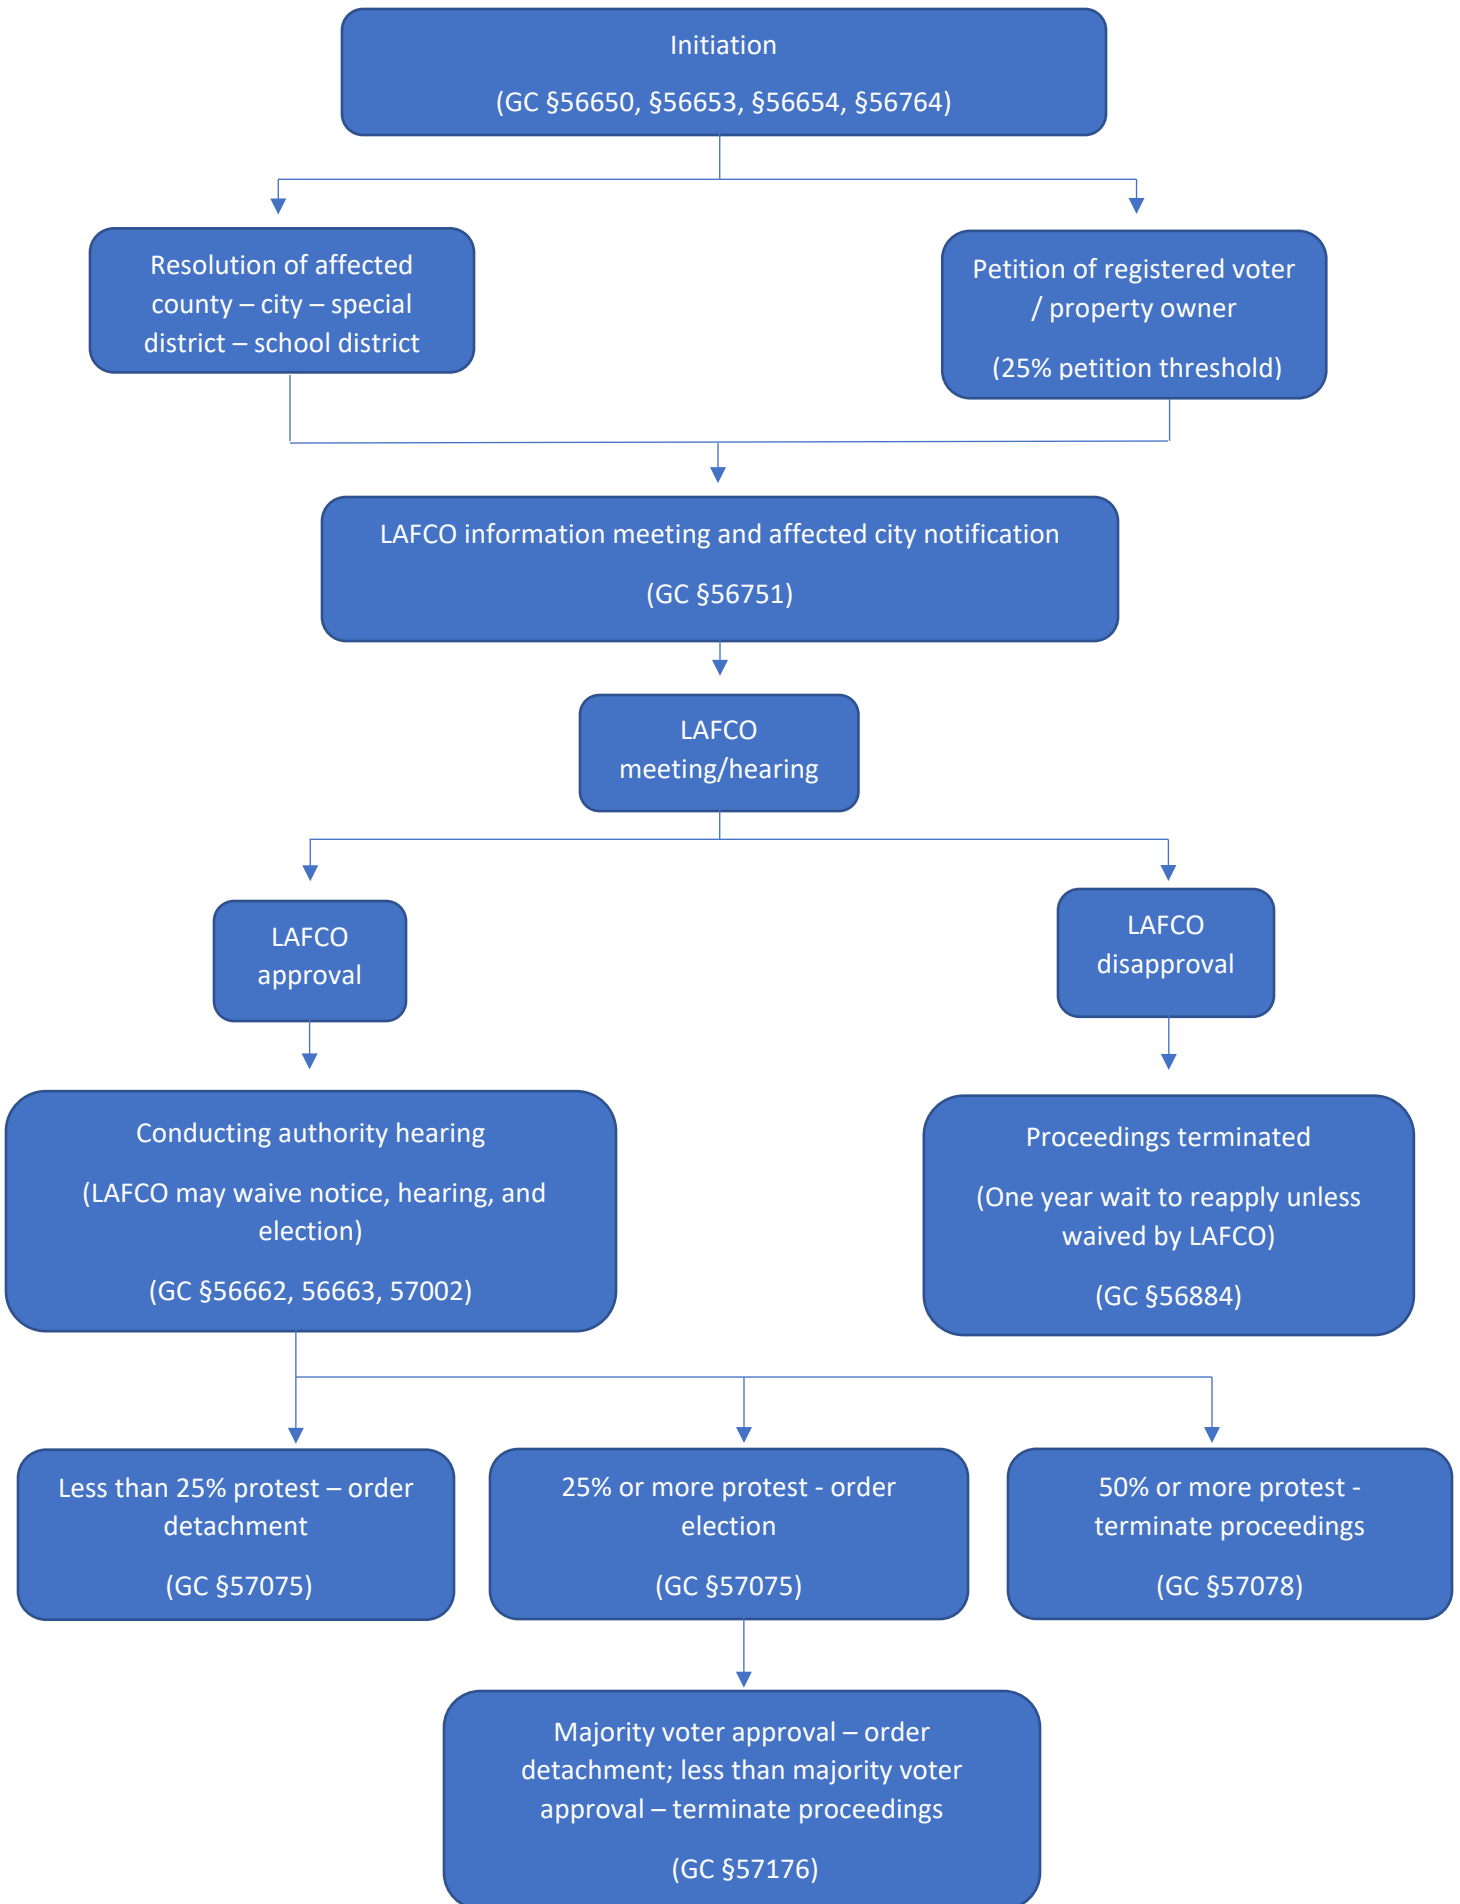 Initiation
(GC §56650, §56653, §56654, §56764)
Resolution of affected
county – city – special
district – school district
Petition of registered voter
/ property owner
(25% petition threshold)
LAFCO information meeting and affected city notification
(GC §56751)
LAFCO
meeting/hearing
LAFCO
approval
LAFCO
disapproval
Conducting authority hearing
(LAFCO may waive notice, hearing, and
election)
(GC §56662, 56663, 57002)
Proceedings terminated
(One year wait to reapply unless
waived by LAFCO)
(GC §56884)
Less than 25% protest – order
detachment
(GC §57075)
25% or more protest - order
election
(GC §57075)
50% or more protest -
terminate proceedings
(GC §57078)
Majority voter approval – order
detachment; less than majority voter
approval – terminate proceedings
(GC §57176)